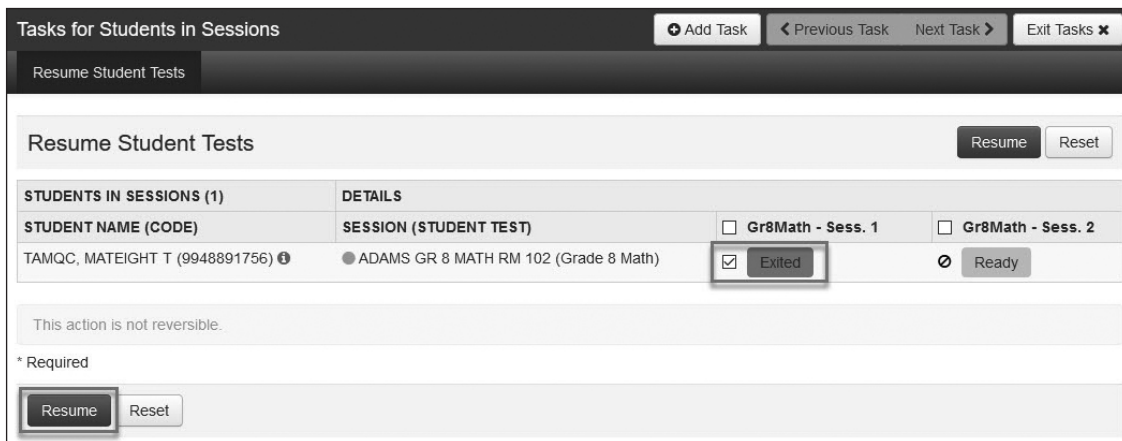 Tasks for Students in Sessions Add Task Previous Task Next Task Exit Tasks
Resume Student Tests
Resume Student Tests Resume Reset
STUDENTS IN SESSIONS (1) DETAILS
STUDENT NAME (CODE) SESSION (STUDENT TEST) Gr8Math - Sess. 1 Gr8Math - Sess. 2
TAMQC, MATEIGHT T (9948891756) ADAMS GR 8 MATH RM 102 (Grade 8 Math) Exited Ready
This action is not reversible.
* Required
Resume Reset